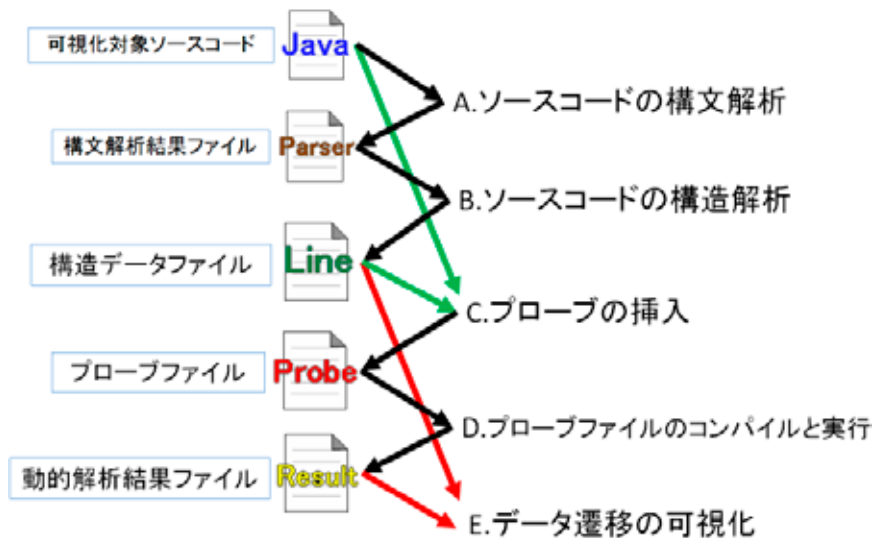 可視化対象ソースコード
Java
A.ソースコードの構文解析
構文解析結果ファイル
Parser
B.ソースコードの構造解析
構造データファイル
Line
C.プローブの挿入
プローブファイル
Probe
D.プローブファイルのコンパイルと実行
動的解析結果ファイル
Result
E.データ遷移の可視化